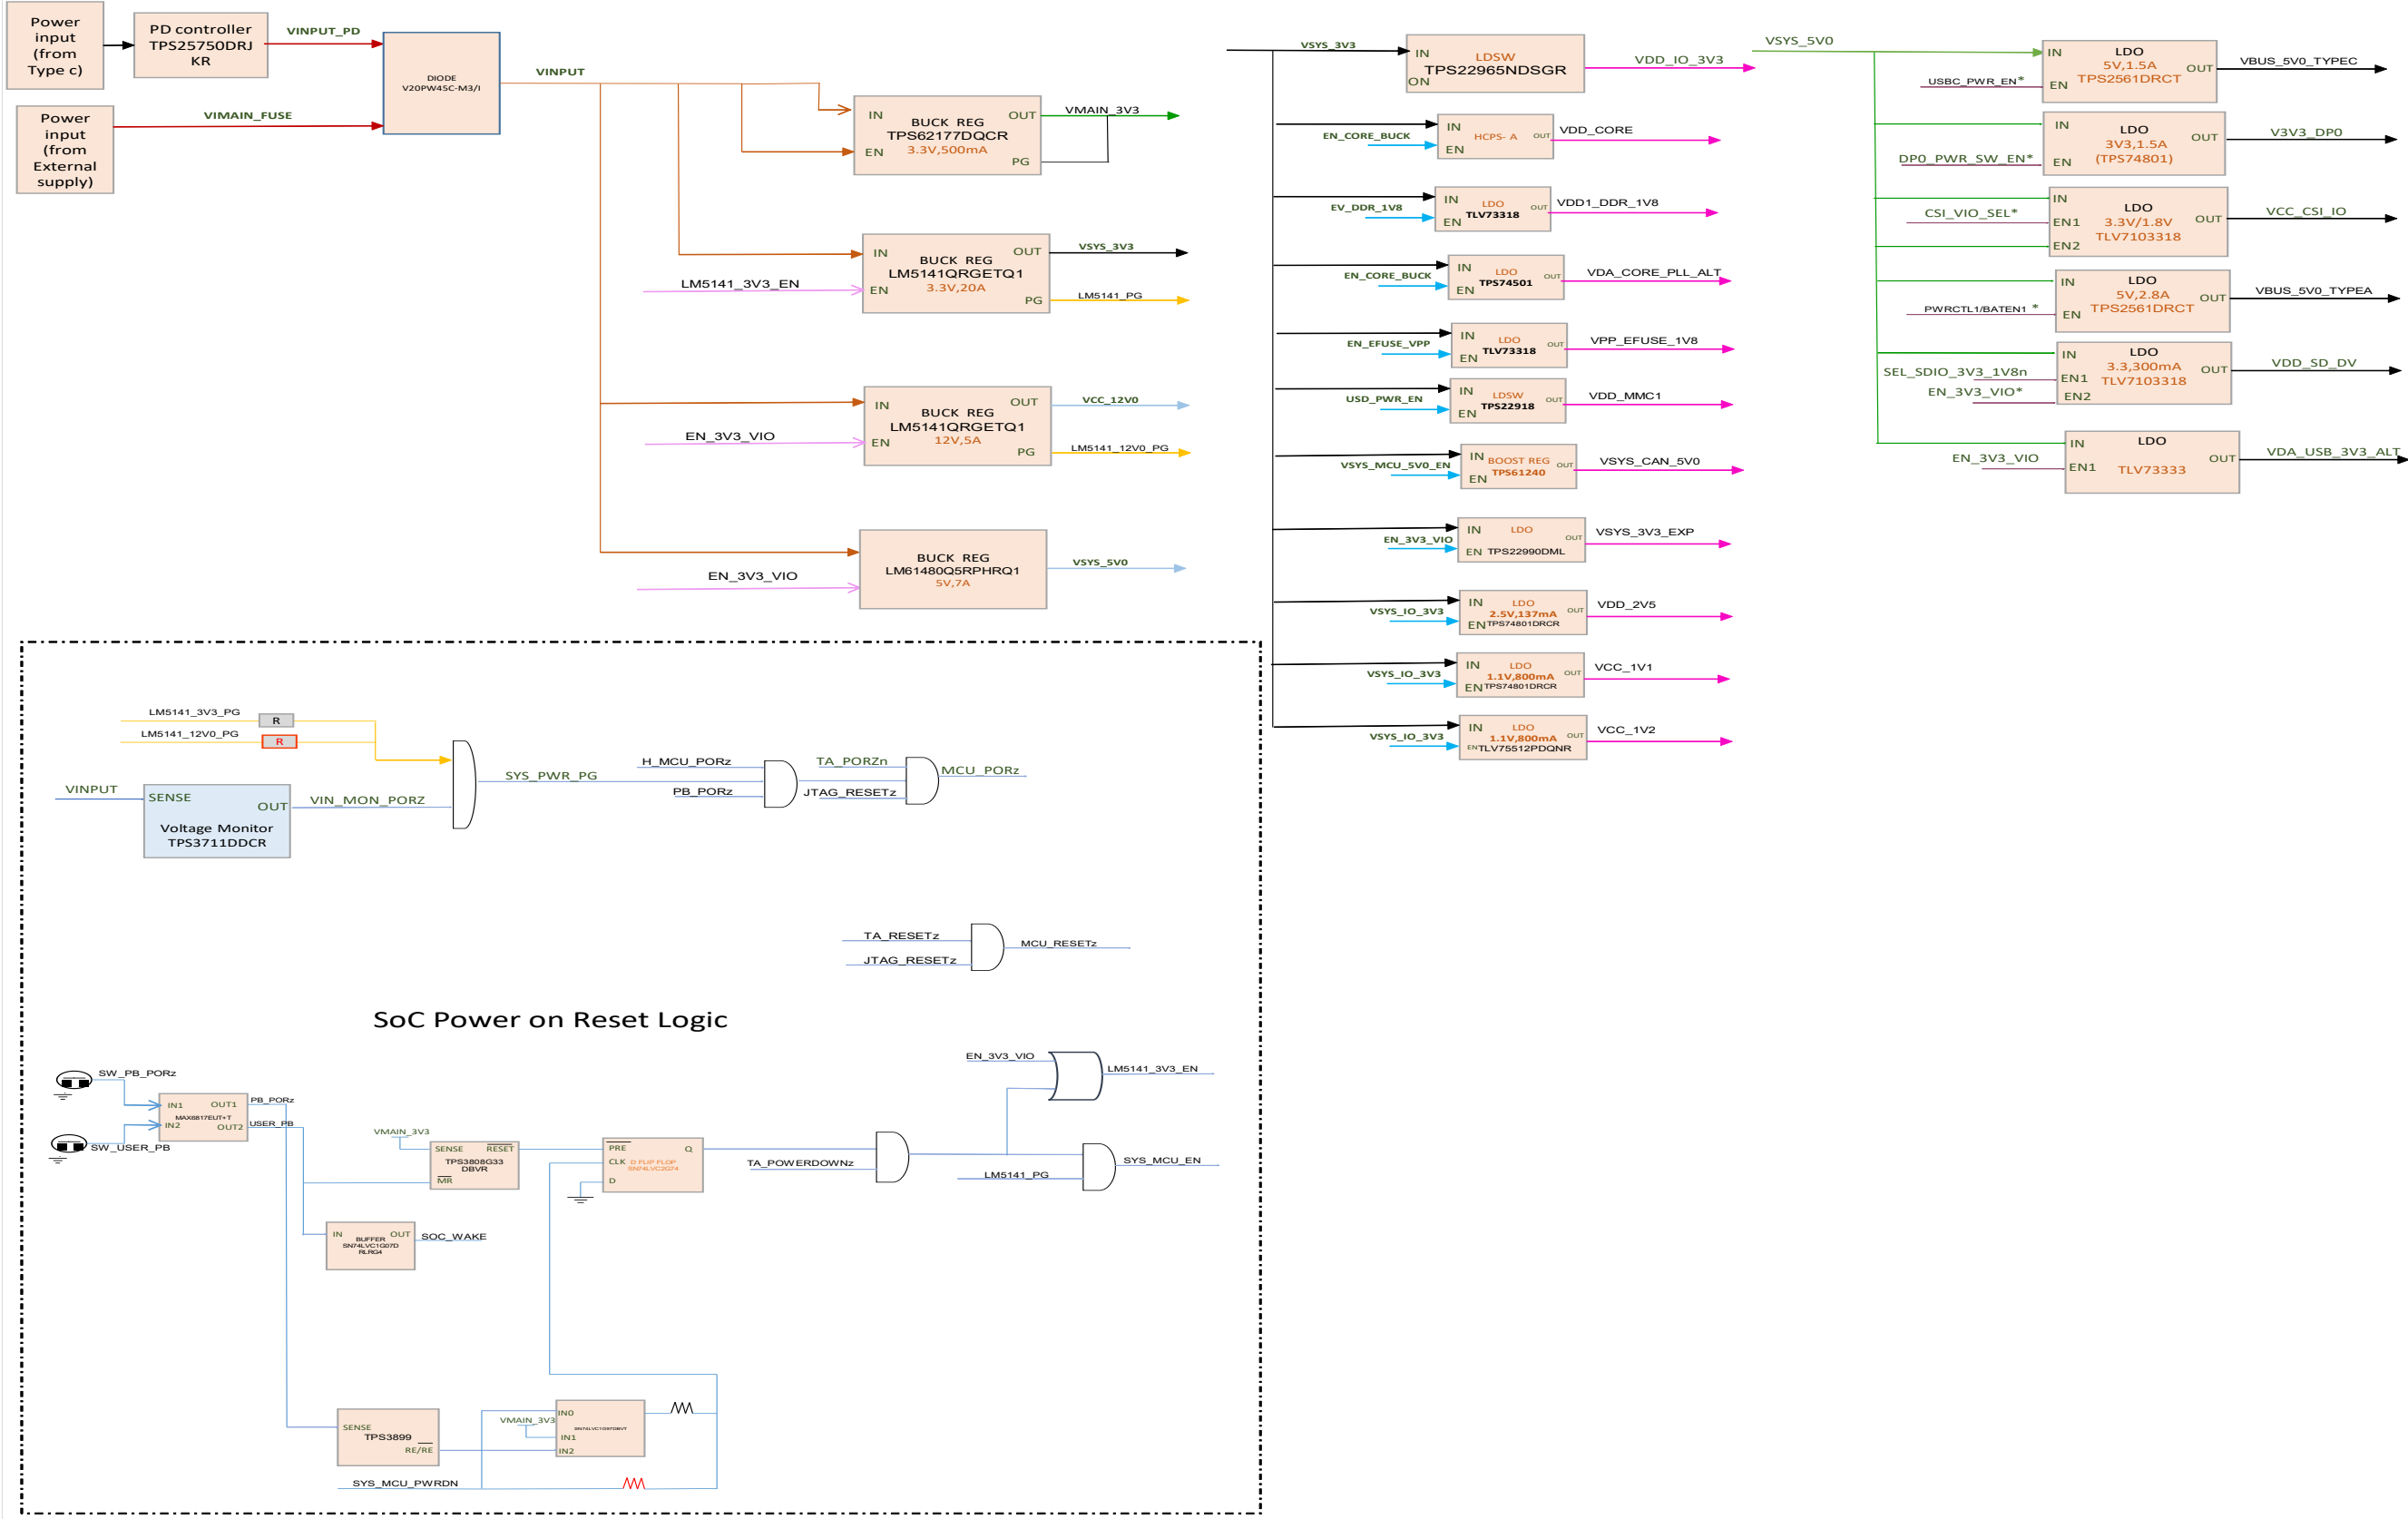 Power
input
(from
Type c)
PD controller
TPS25750DRJ
KR
VINPUT_PD
DIODE
V20PW45C-M3/I
VINPUT
Power
input
(from
External
supply)
VIMAIN_FUSE
IN
OUT
BUCK REG
TPS62177DQCR
3.3V,500mA
EN
PG
VMAIN_3V3
IN
OUT
BUCK REG
LM5141QRGETQ1
3.3V,20A
EN
PG
LM5141_3V3_EN
VSYS_3V3
LM5141_PG
IN
OUT
BUCK REG
LM5141QRGETQ1
12V,5A
EN
PG
EN_3V3_VIO
VCC_12V0
LM5141_12V0_PG
BUCK REG
LM61480Q5RPHRQ1
5V,7A
EN_3V3_VIO
VSYS_5V0
VSYS_3V3
IN
ON
LDSW
TPS22965NDSGR
VDD_IO_3V3
EN_CORE_BUCK
IN
EN
HCPS- A
OUT
VDD_CORE
EV_DDR_1V8
IN
EN
LDO
TLV73318
OUT
VDD1_DDR_1V8
EN_CORE_BUCK
IN
EN
LDO
TPS74501
OUT
VDA_CORE_PLL_ALT
EN_EFUSE_VPP
IN
EN
LDO
TLV73318
OUT
VPP_EFUSE_1V8
USD_PWR_EN
IN
EN
LDSW
TPS22918
OUT
VDD_MMC1
VSYS_MCU_5V0_EN
IN
EN
BOOST REG
TPS61240
OUT
VSYS_CAN_5V0
EN_3V3_VIO
IN
LDO
OUT
EN TPS22990DML
VSYS_3V3_EXP
VSYS_IO_3V3
IN
LDO
2.5V,137mA
OUT
EN TPS74801DRCR
VDD_2V5
VSYS_IO_3V3
IN
LDO
1.1V,800mA
OUT
EN TPS74801DRCR
VCC_1V1
VSYS_IO_3V3
IN
LDO
1.1V,800mA
OUT
EN TLV75512PDQNR
VCC_1V2
VSYS_5V0
IN
LDO
5V,1.5A
TPS2561DRCT
OUT
EN
USBC_PWR_EN*
VBUS_5V0_TYPEC
IN
LDO
3V3,1.5A
(TPS74801)
OUT
EN
DP0_PWR_SW_EN*
V3V3_DP0
IN
LDO
3.3V/1.8V
TLV7103318
OUT
EN1
EN2
CSI_VIO_SEL*
VCC_CSI_IO
IN
LDO
5V,2.8A
TPS2561DRCT
OUT
EN
PWRCTL1/BATEN1 *
VBUS_5V0_TYPEA
IN
LDO
3.3,300mA
TLV7103318
OUT
EN1
EN2
SEL_SDIO_3V3_1V8n
EN_3V3_VIO*
VDD_SD_DV
IN
LDO
TLV73333
OUT
EN1
EN_3V3_VIO
VDA_USB_3V3_ALT
LM5141_3V3_PG
R
LM5141_12V0_PG
R
VINPUT
SENSE
OUT
Voltage Monitor
TPS3711DDCR
VIN_MON_PORZ
SYS_PWR_PG
H_MCU_PORz
PB_PORz
TA_PORZn
JTAG_RESETz
MCU_PORz
TA_RESETz
JTAG_RESETz
MCU_RESETz
SoC Power on Reset Logic
SW_PB_PORz
SW_USER_PB
IN1
OUT1
MAX6817EUT+T
IN2
OUT2
PB_PORz
USER_PB
VMAIN_3V3
SENSE
RESET
TPS3808G33
DBVR
MR
IN
OUT
BUFFER
SN74LVC1G07D
RLRG4
SOC_WAKE
PRE
Q
CLK
D FLIP FLOP
SN74LVC2G74
D
TA_POWERDOWNz
EN_3V3_VIO
LM5141_3V3_EN
LM5141_PG
SYS_MCU_EN
SENSE
TPS3899
RE/RE
VMAIN_3V3
IN0
IN1
IN2
SN74LVC1G97DBVT
SYS_MCU_PWRDN